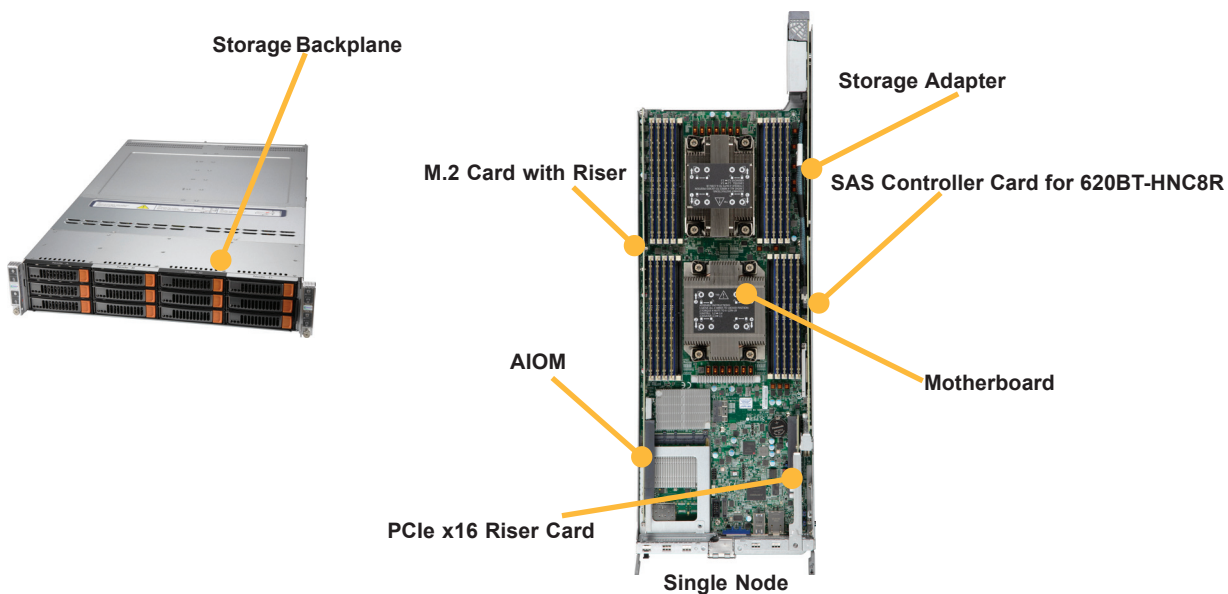 Storage Backplane
Storage Adapter
M.2 Card with Riser
SAS Controller Card for 620BT-HNC8R
AIOM
Motherboard
PCIe x16 Riser Card
Single Node